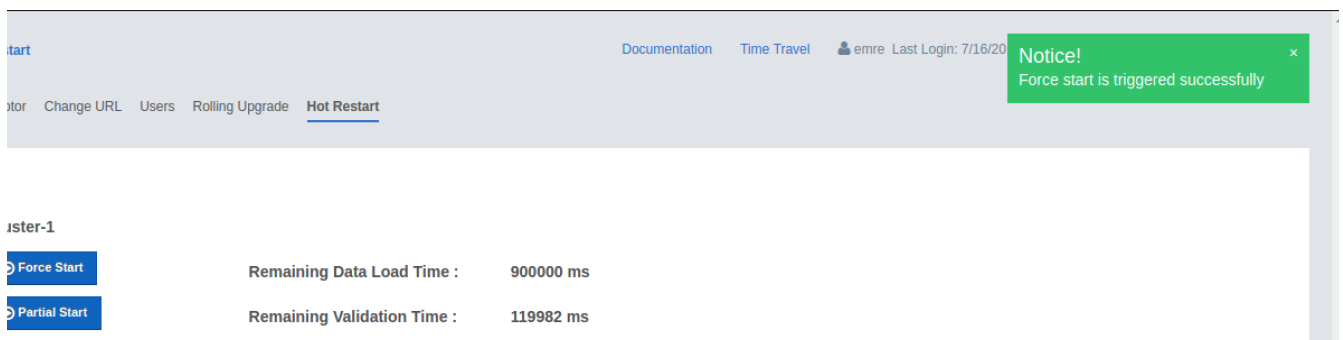 start Documentation Time Travel emre Last Login: 7/16/20
Notice! ×
Force start is triggered successfully
Change URL Users Rolling Upgrade Hot Restart
uster-1
Force Start Remaining Data Load Time : 900000 ms
Partial Start Remaining Validation Time : 119982 ms